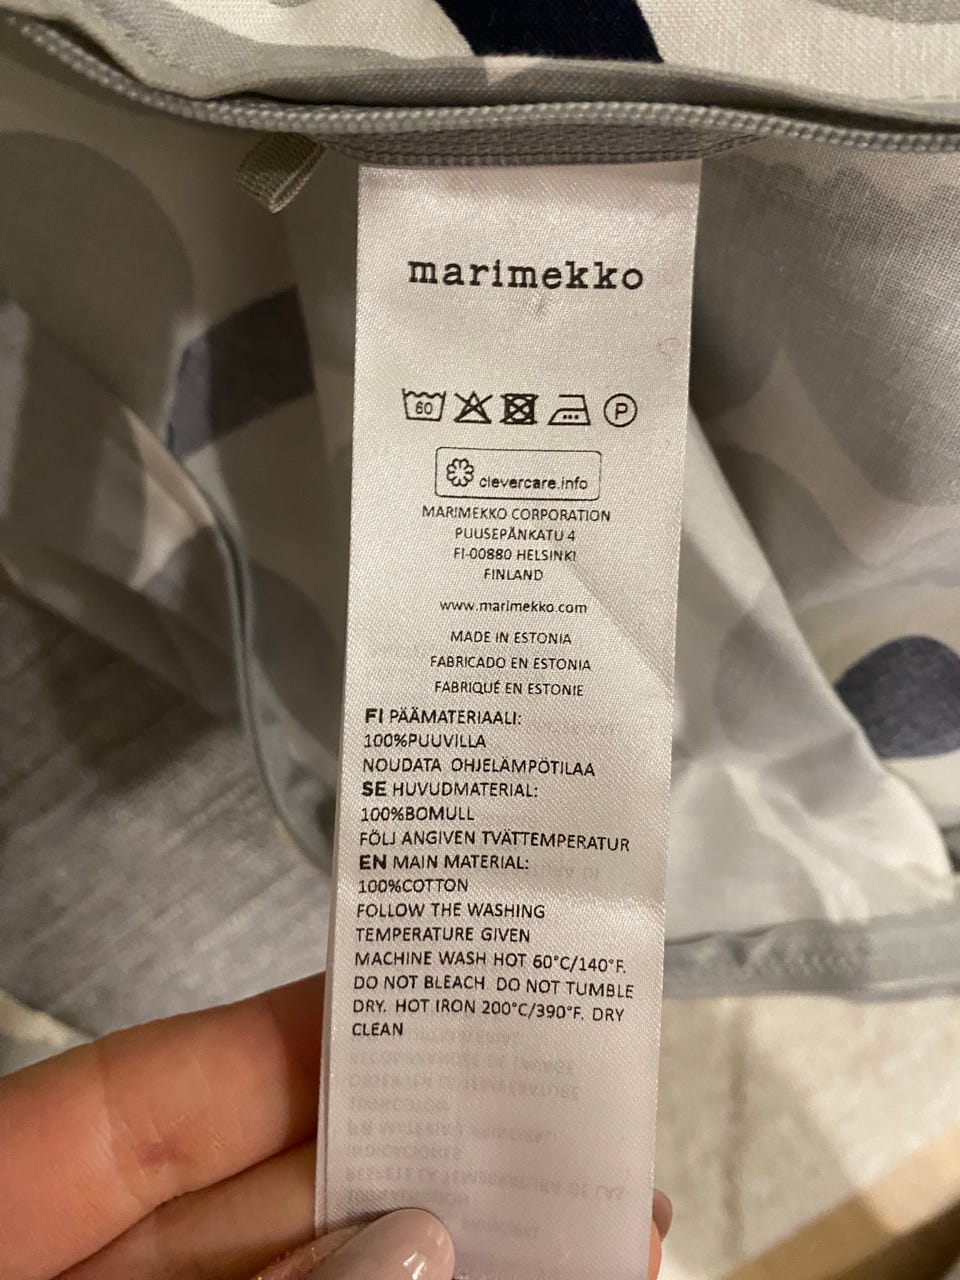 marimekko
60
P
clevercare.info
MARIMEKKO CORPORATION
PUUSEPÄNKATU 4
FI-00880 HELSINKI
FINLAND
www.marimekko.com
MADE IN ESTONIA
FABRICADO EN ESTONIA
FABRIQUÉ EN ESTONIE
FI PÄÄMATERIAALI:
100%PUUVILLA
NOUDATA OHJELÄMPÖTILAA
SE HUVUDMATERIAL:
100%BOMULL
FÖLJ ANGIVEN TVÄTTEMPERATUR
EN MAIN MATERIAL:
100%COTTON
FOLLOW THE WASHING
TEMPERATURE GIVEN
MACHINE WASH HOT 60°C/140°F.
DO NOT BLEACH DO NOT TUMBLE
DRY. HOT IRON 200°C/390°F. DRY
CLEAN